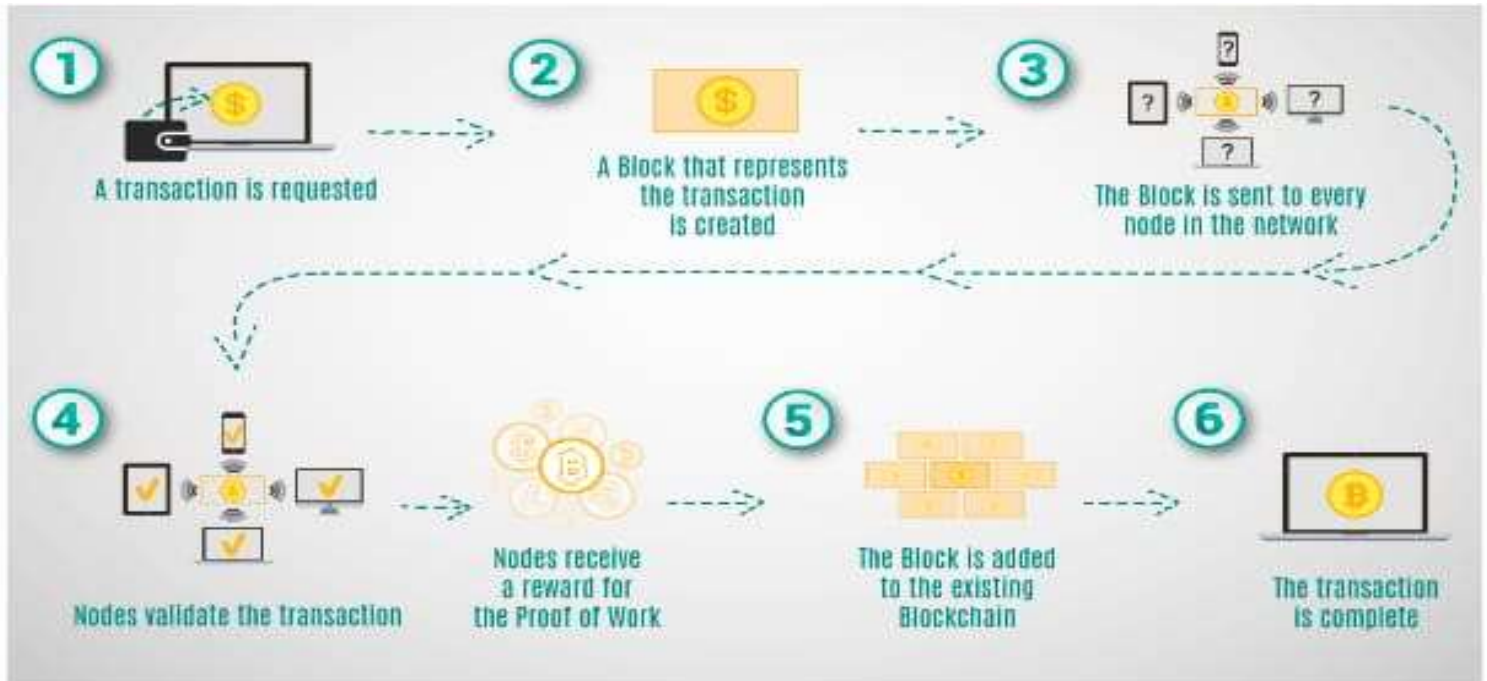 1
A transaction is requested
2
A Block that represents
the transaction
is created
3
The Block is sent to every
node in the network
4
Nodes validate the transaction
Nodes receive
a reward for
the Proof of Work
5
The Block is added
to the existing
Blockchain
6
The transaction
is complete